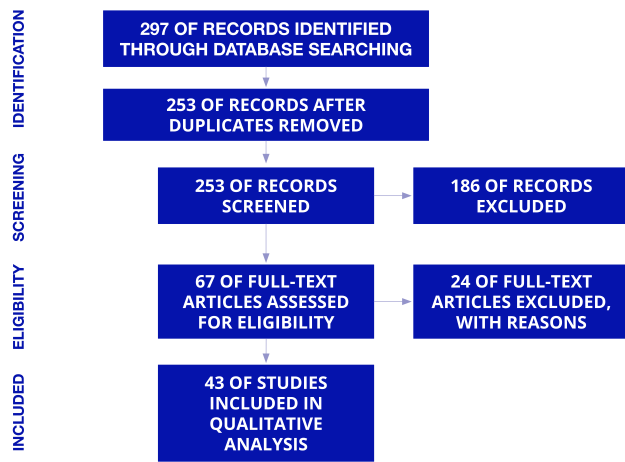 IDENTIFICATION
297 OF RECORDS IDENTIFIED
THROUGH DATABASE SEARCHING
253 OF RECORDS AFTER
DUPLICATES REMOVED
SCREENING
253 OF RECORDS
SCREENED
186 OF RECORDS
EXCLUDED
ELIGIBILITY
67 OF FULL-TEXT
ARTICLES ASSESSED
FOR ELIGIBILITY
24 OF FULL-TEXT
ARTICLES EXCLUDED,
WITH REASONS
INCLUDED
43 OF STUDIES
INCLUDED IN
QUALITATIVE
ANALYSIS